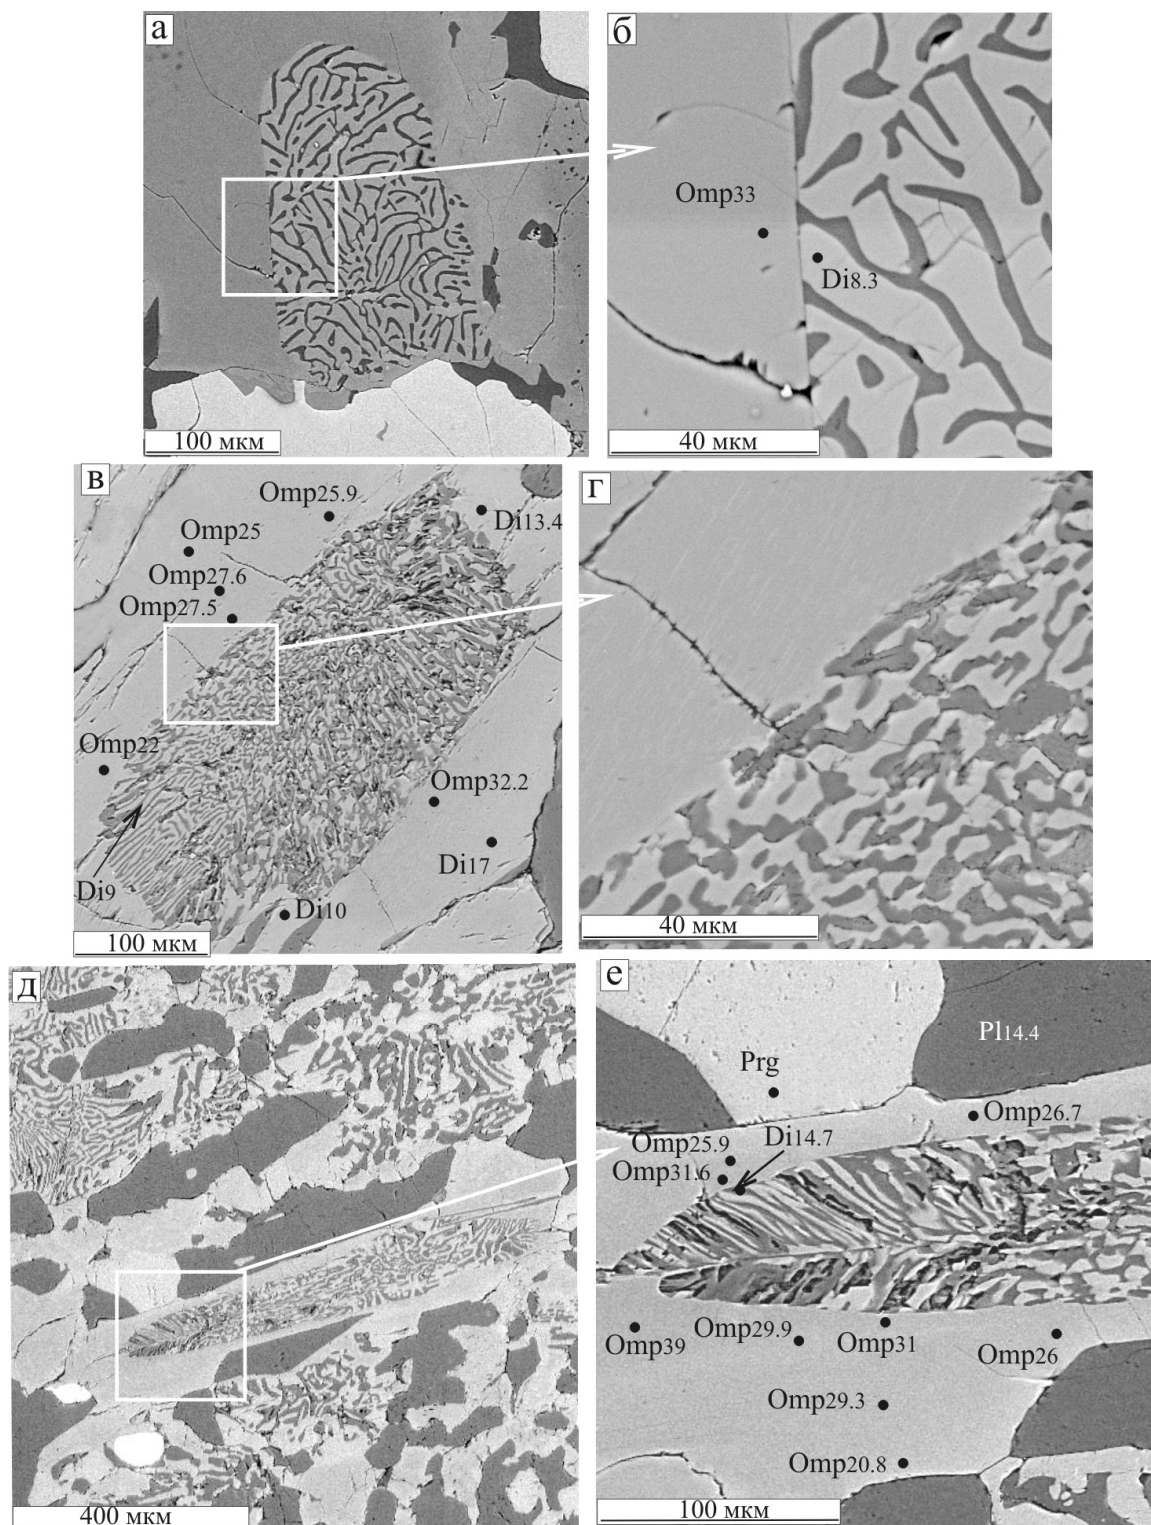 а
б
Omp33
Di8.3
100 мкм
40 мкм
в
г
Omp25.9
Di13.4
Omp25
Omp27.6
Omp27.5
Omp22
Omp32.2
Di17
Di9
Di10
100 мкм
40 мкм
д
е
Pl14.4
Prg
Omp26.7
Omp25.9
Di14.7
Omp31.6
Omp39
Omp29.9
Omp31
Omp26
Omp29.3
Omp20.8
400 мкм
100 мкм